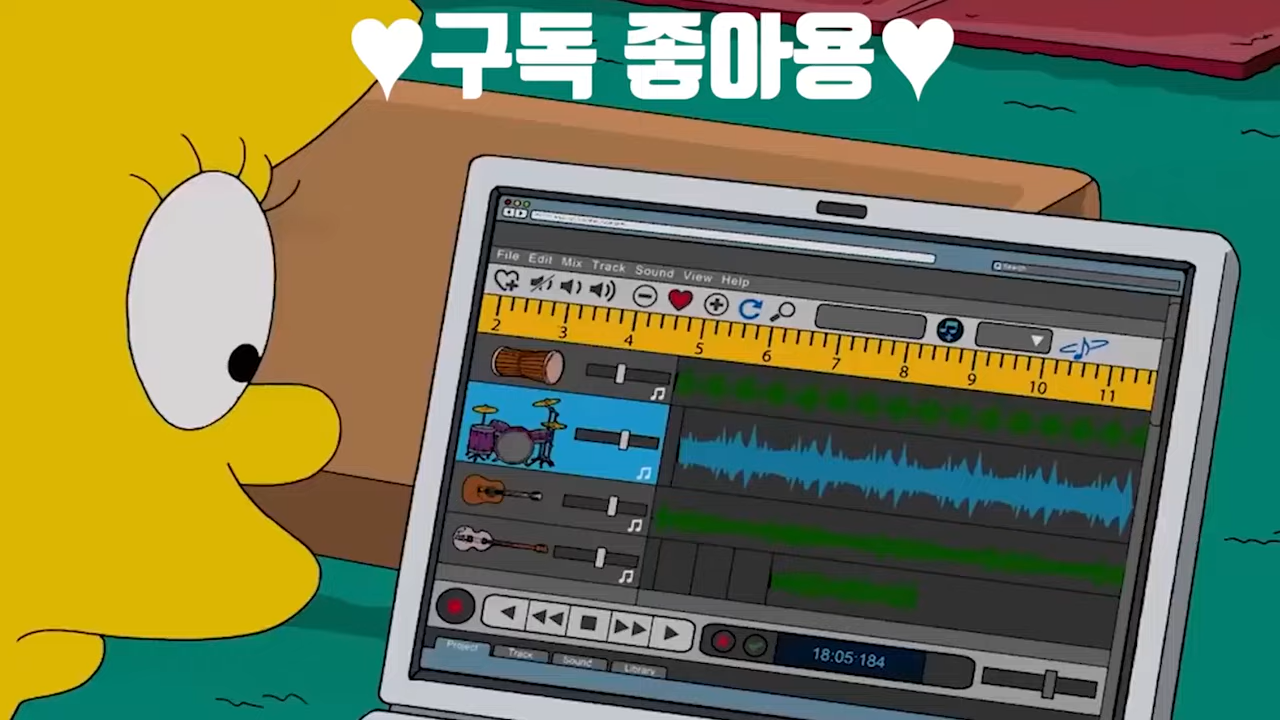 ♥구독 좋아용♥
Search
File Edit Mix Track Sound View Help
2 3 4 5 6 7 8 9 10 11
18:05:184
Project Track Sound Library